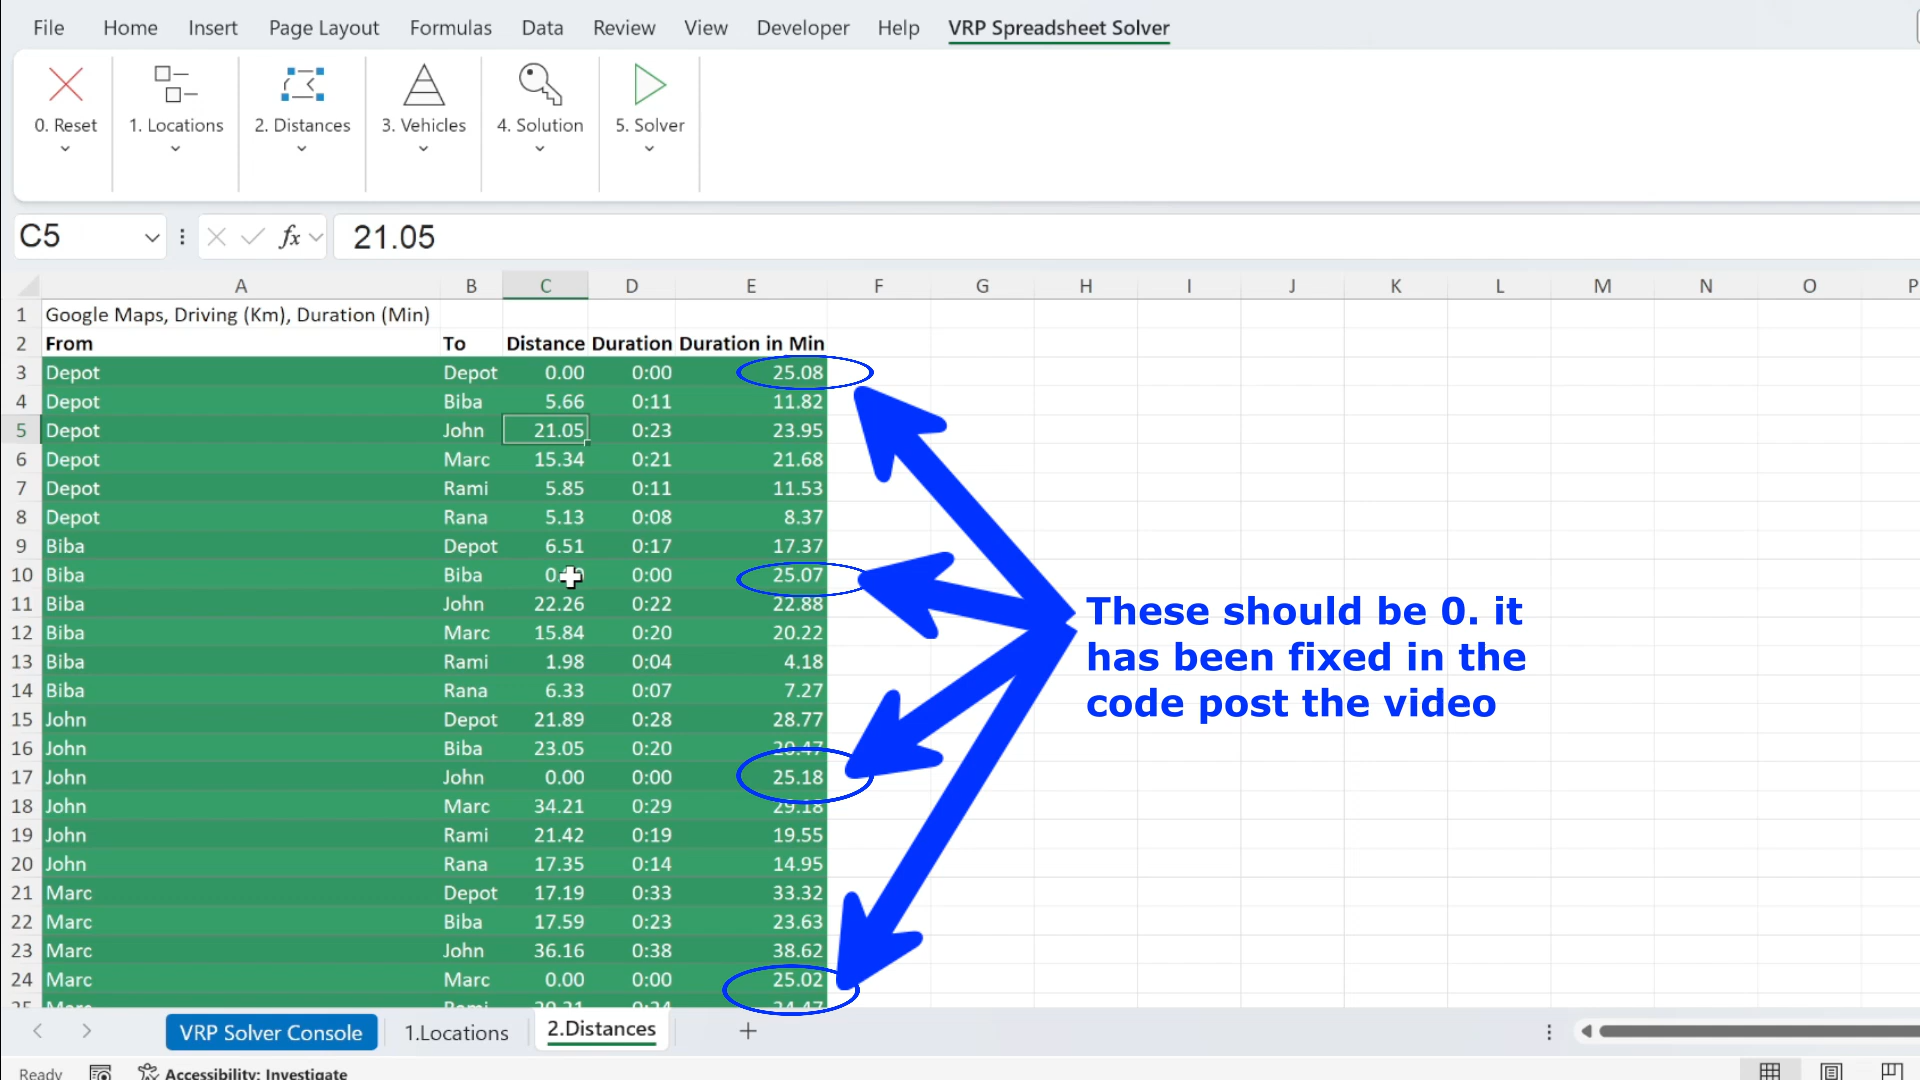 File Home Insert Page Layout Formulas Data Review View Developer Help VRP Spreadsheet Solver
0. Reset 1. Locations 2. Distances 3. Vehicles 4. Solution 5. Solver
C5 fx 21.05
A B C D E F G H I J K L M N O P
1 Google Maps, Driving (Km), Duration (Min)
2 From To Distance Duration Duration in Min
3 Depot Depot 0.00 0:00 25.08
4 Depot Biba 5.66 0:11 11.82
5 Depot John 21.05 0:23 23.95
6 Depot Marc 15.34 0:21 21.68
7 Depot Rami 5.85 0:11 11.53
8 Depot Rana 5.13 0:08 8.37
9 Biba Depot 6.51 0:17 17.37
10 Biba Biba 0:00 25.07
11 Biba John 22.26 0:22 22.88
12 Biba Marc 15.84 0:20 20.22
13 Biba Rami 1.98 0:04 4.18
14 Biba Rana 6.33 0:07 7.27
15 John Depot 21.89 0:28 28.77
16 John Biba 23.05 0:20 20.47
17 John John 0.00 0:00 25.18
18 John Marc 34.21 0:29 29.18
19 John Rami 21.42 0:19 19.55
20 John Rana 17.35 0:14 14.95
21 Marc Depot 17.19 0:33 33.32
22 Marc Biba 17.59 0:23 23.63
23 Marc John 36.16 0:38 38.62
24 Marc Marc 0.00 0:00 25.02
These should be 0. it
has been fixed in the
code post the video
VRP Solver Console 1.Locations 2.Distances
Ready Accessibility: Investigate